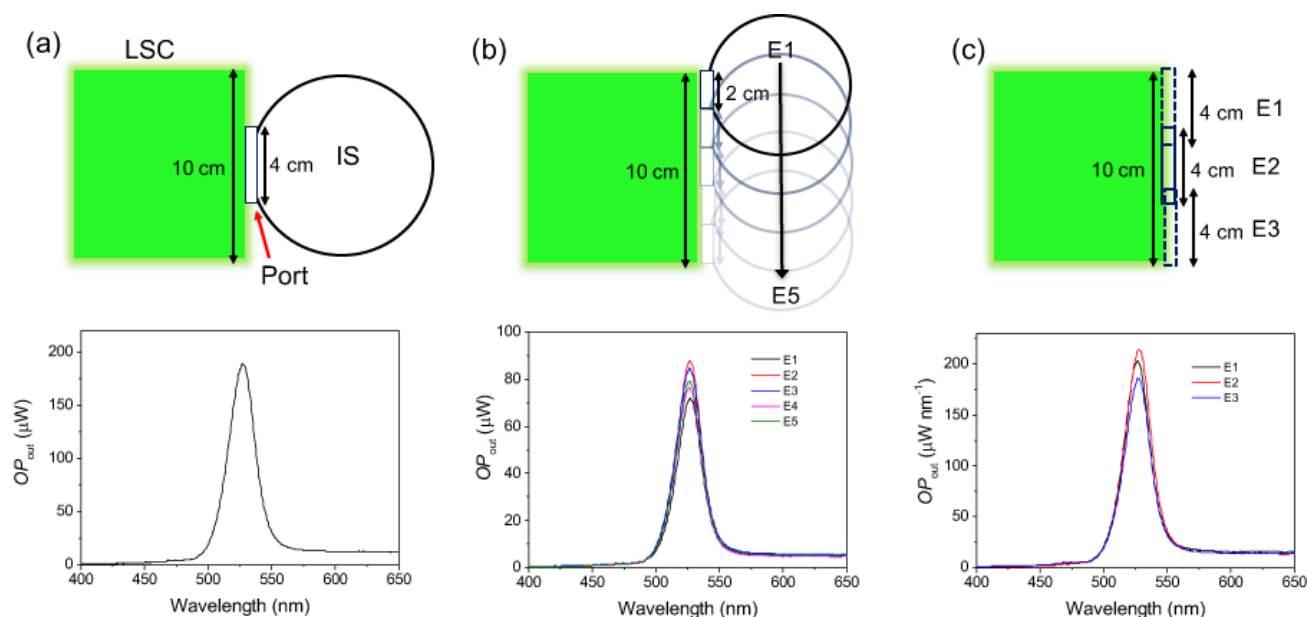 (a)
LSC
10 cm
4 cm
IS
Port
(b)
E1
2 cm
10 cm
E5
(c)
10 cm
4 cm
E1
4 cm
E2
4 cm
E3
200
150
100
50
0
OPout (μW)
400 450 500 550 600 650
Wavelength (nm)
100
80
60
40
20
0
OPout (μW)
E1
E2
E3
E4
E5
400 450 500 550 600 650
Wavelength (nm)
200
150
100
50
0
OPout (μW nm-1)
E1
E2
E3
400 450 500 550 600 650
Wavelength (nm)